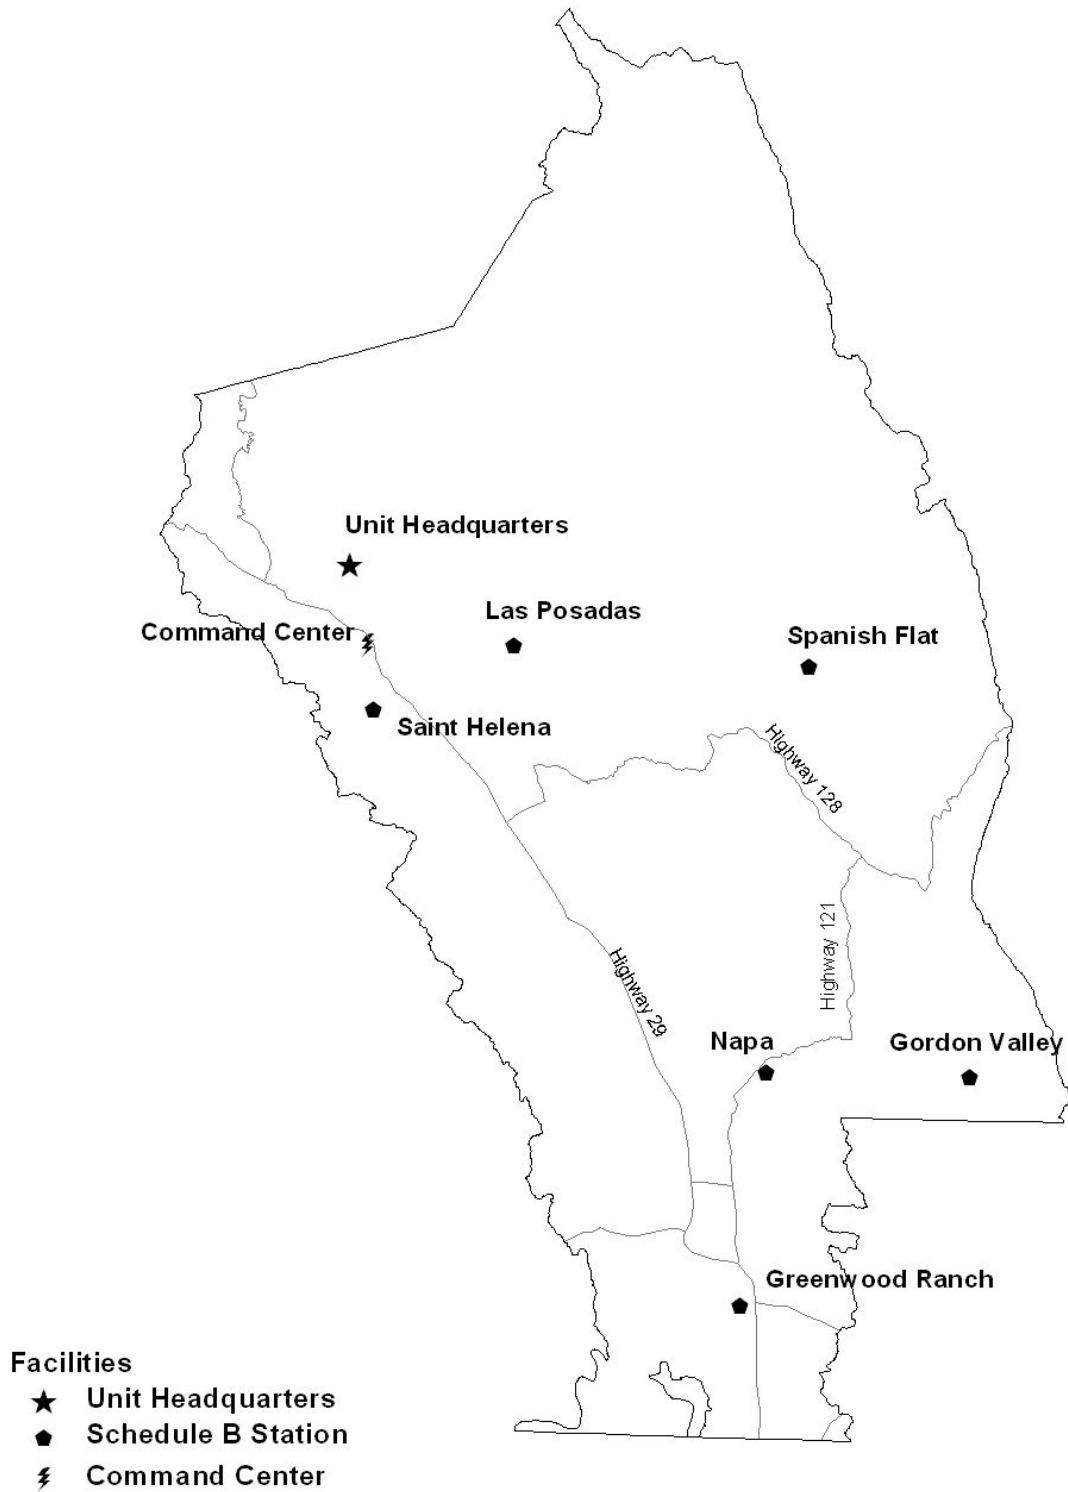 Unit Headquarters
Las Posadas
Command Center
Spanish Flat
Saint Helena
Highway 128
Highway 121
Highway 29
Napa
Gordon Valley
Greenwood Ranch
Facilities
Unit Headquarters
Schedule B Station
Command Center